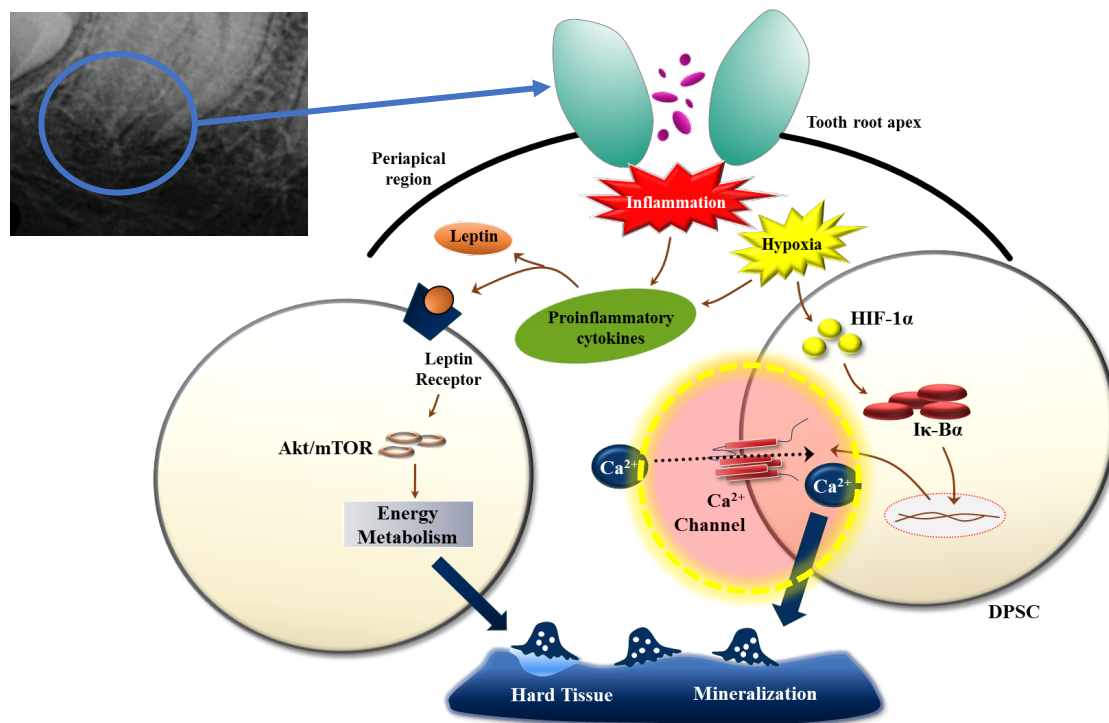 Tooth root apex
Periapical
region
Inflammation
Leptin
Hypoxia
Proinflammatory
cytokines
HIF-1α
Leptin
Receptor
Iκ-Bα
Akt/mTOR
Ca²⁺
Ca²⁺
Ca²⁺
Channel
Energy
Metabolism
DPSC
Hard Tissue
Mineralization